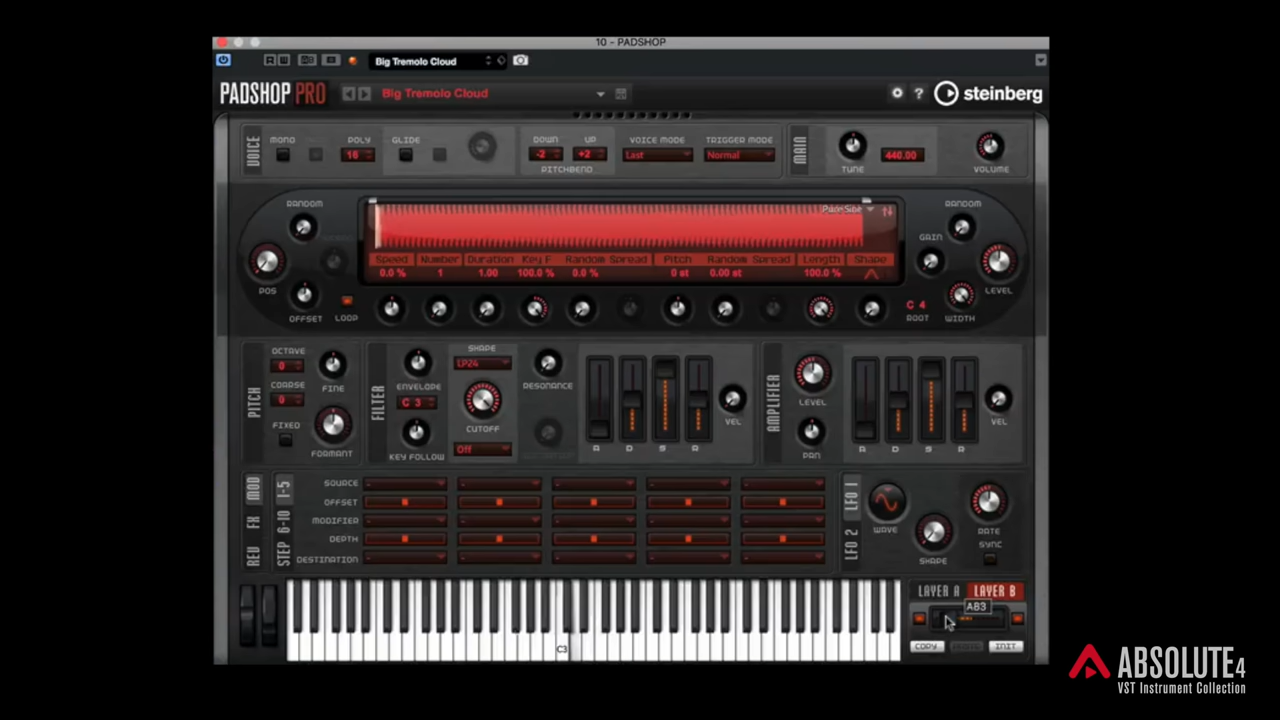 10 - PADSHOP
Big Tremolo Cloud
PADSHOP PRO
Big Tremolo Cloud
?
steinberg
VOICE
MONO
POLY
16
GLIDE
DOWN
UP
-2
+2
PITCHBEND
VOICE MODE
Last
TRIGGER MODE
Normal
MAIN
TUNE
440.00
VOLUME
RANDOM
POS
OFFSET
LOOP
Pure Sine
Speed Number Duration Key F Random Spread Pitch Random Spread Length Shape
0.0 % 1 1.00 100.0 % 0.0 % 0 st 0.00 st 100.0 %
RANDOM
GAIN
LEVEL
C 4
ROOT
WIDTH
PITCH
OCTAVE
0
COARSE
0
FINE
FIXED
FORMANT
FILTER
ENVELOPE
C 3
KEY FOLLOW
SHAPE
LP24
CUTOFF
Off
RESONANCE
A D S R
VEL
AMPLIFIER
LEVEL
PAN
A D S R
VEL
MOD
FX
REV
1-5
6-10
STEP
SOURCE
OFFSET
MODIFIER
DEPTH
DESTINATION
LFO 1
LFO 2
WAVE
SHAPE
RATE
SYNC
C3
LAYER A LAYER B
AB3
COPY
INIT
ABSOLUTE 4
VST Instrument Collection